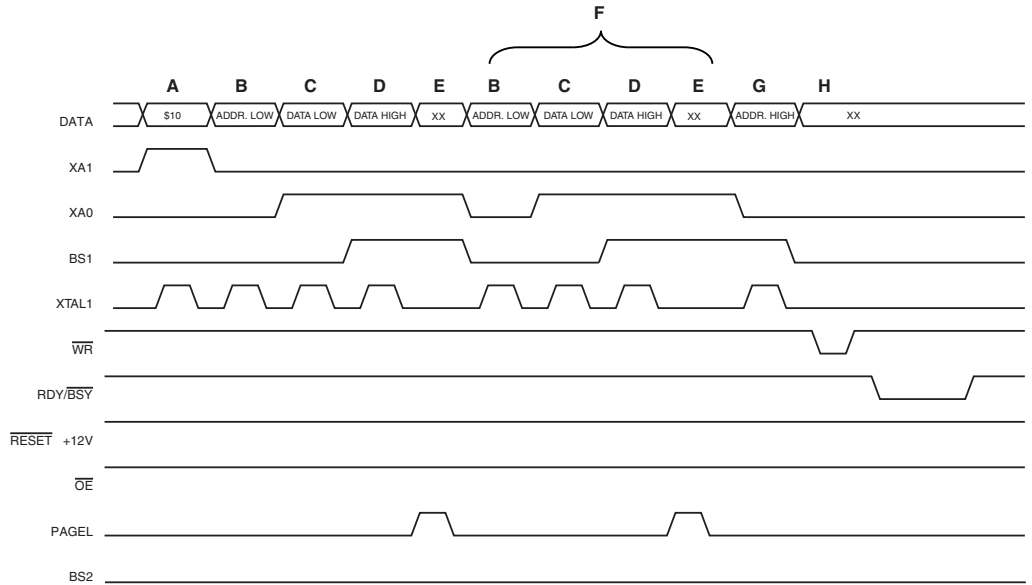 F
A B C D E B C D E G H
DATA $10 ADDR. LOW DATA LOW DATA HIGH XX ADDR. LOW DATA LOW DATA HIGH XX ADDR. HIGH XX
XA1
XA0
BS1
XTAL1
WR
RDY/BSY
RESET +12V
OE
PAGEL
BS2